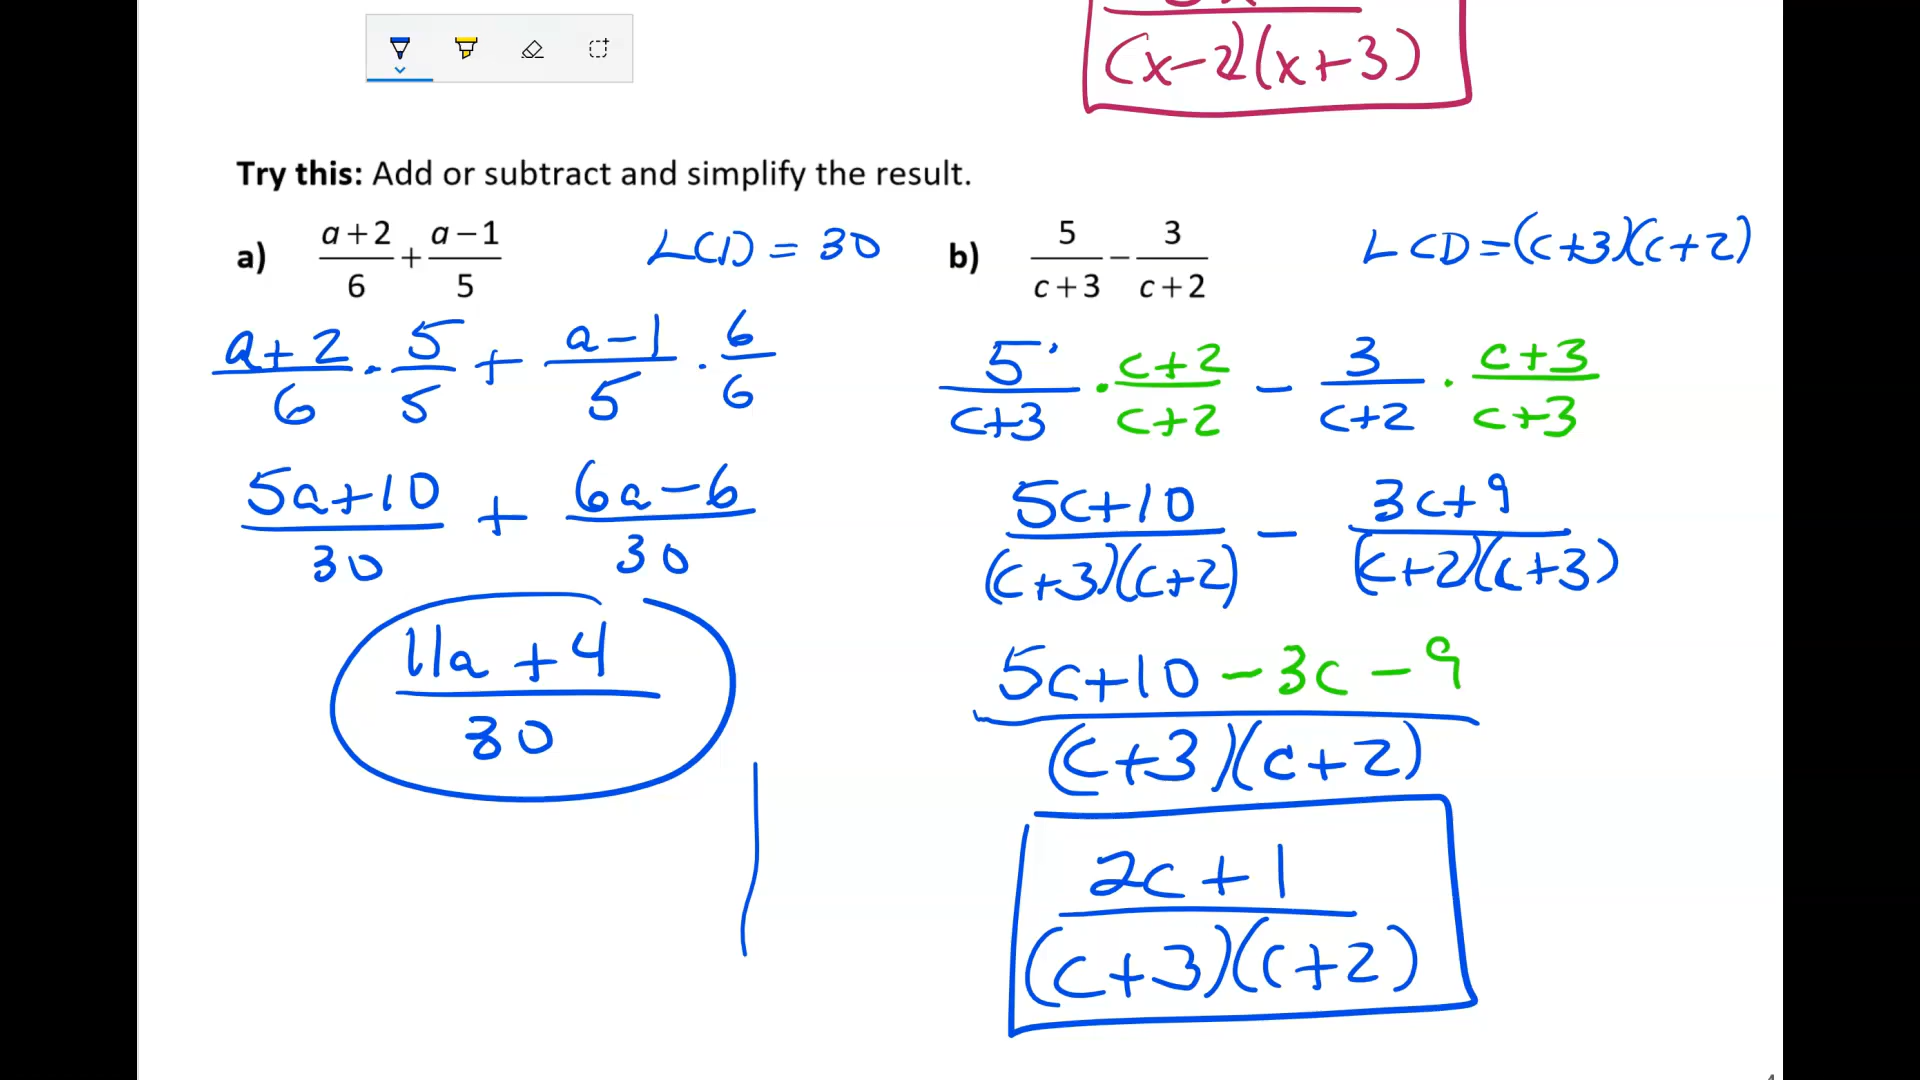 (x-2)(x+3)
Try this: Add or subtract and simplify the result.
a) (a+2)/6 + (a-1)/5 LCD = 30
(a+2)/6 · 5/5 + (a-1)/5 · 6/6
(5a+10)/30 + (6a-6)/30
(11a+4)/30
b) 5/(c+3) - 3/(c+2) LCD = (c+3)(c+2)
5/(c+3) · (c+2)/(c+2) - 3/(c+2) · (c+3)/(c+3)
(5c+10)/((c+3)(c+2)) - (3c+9)/((c+2)(c+3))
(5c+10-3c-9)/((c+3)(c+2))
(2c+1)/((c+3)(c+2))